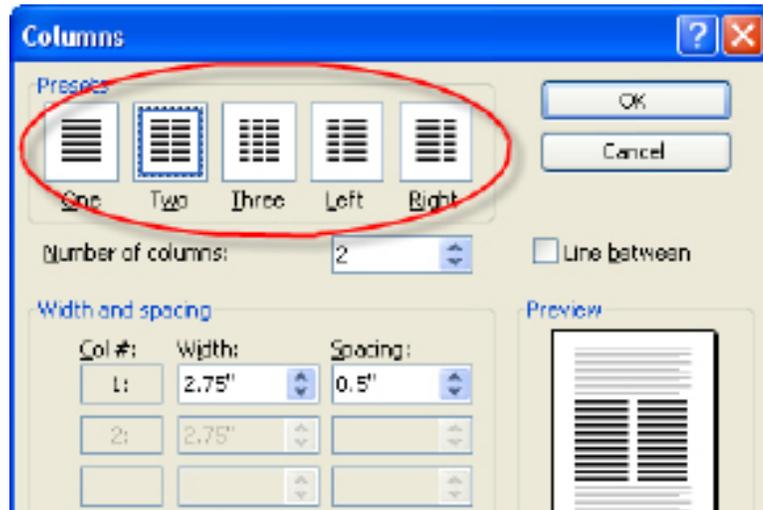 Columns
Presets
OK
Cancel
One Two Three Left Right
Number of columns: 2
Line between
Width and spacing
Preview
Col #: Width: Spacing:
1: 2.75" 0.5"
2: 2.75"